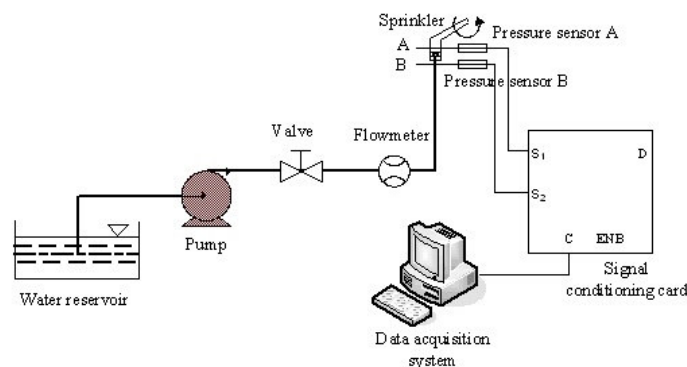 Sprinkler
A
Pressure sensor A
B
Pressure sensor B
Valve
Flowmeter
S1
D
S2
Pump
C
ENB
Water reservoir
Signal
conditioning card
Data acquisition
system